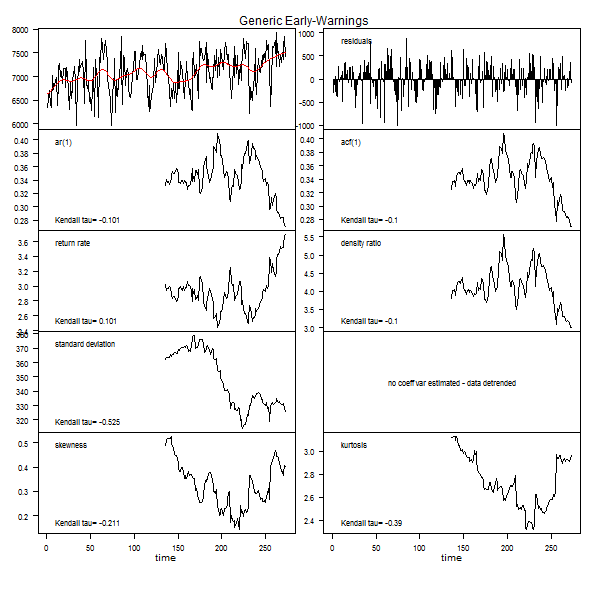 Generic Early-Warnings
8000
7500
7000
6500
6000
1000
500
0
-500
-1000
residuals
0.40
0.38
0.36
0.34
0.32
0.30
0.28
ar(1)
Kendall tau= -0.101
0.40
0.38
0.36
0.34
0.32
0.30
0.28
acf(1)
Kendall tau= -0.1
3.6
3.4
3.2
3.0
2.8
2.6
2.4
return rate
Kendall tau= 0.101
5.5
5.0
4.5
4.0
3.5
3.0
density ratio
Kendall tau= -0.1
380
370
360
350
340
330
320
standard deviation
Kendall tau= -0.525
no coeff var estimated - data detrended
0.5
0.4
0.3
0.2
skewness
Kendall tau= -0.211
3.0
2.8
2.6
2.4
kurtosis
Kendall tau= -0.39
0 50 100 150 200 250
time
0 50 100 150 200 250
time